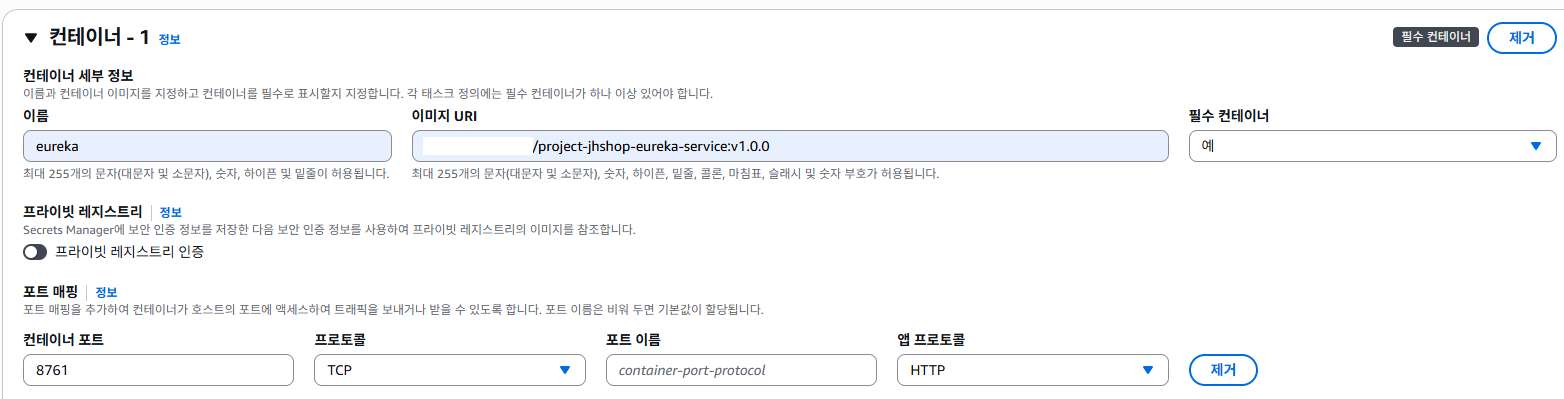 컨테이너 - 1 정보 필수 컨테이너 제거
컨테이너 세부 정보
이름과 컨테이너 이미지를 지정하고 컨테이너를 필수로 표시할지 지정합니다. 각 태스크 정의에는 필수 컨테이너가 하나 이상 있어야 합니다.
이름 이미지 URI 필수 컨테이너
eureka /project-jhshop-eureka-service:v1.0.0 예
최대 255개의 문자(대문자 및 소문자), 숫자, 하이픈 및 밑줄이 허용됩니다. 최대 255개의 문자(대문자 및 소문자), 숫자, 하이픈, 밑줄, 콜론, 마침표, 슬래시 및 숫자 부호가 허용됩니다.
프라이빗 레지스트리 정보
Secrets Manager에 보안 인증 정보를 저장한 다음 보안 인증 정보를 사용하여 프라이빗 레지스트리의 이미지를 참조합니다.
프라이빗 레지스트리 인증
포트 매핑 정보
포트 매핑을 추가하여 컨테이너가 호스트의 포트에 액세스하여 트래픽을 보내거나 받을 수 있도록 합니다. 포트 이름은 비워 두면 기본값이 할당됩니다.
컨테이너 포트 프로토콜 포트 이름 앱 프로토콜
8761 TCP container-port-protocol HTTP 제거